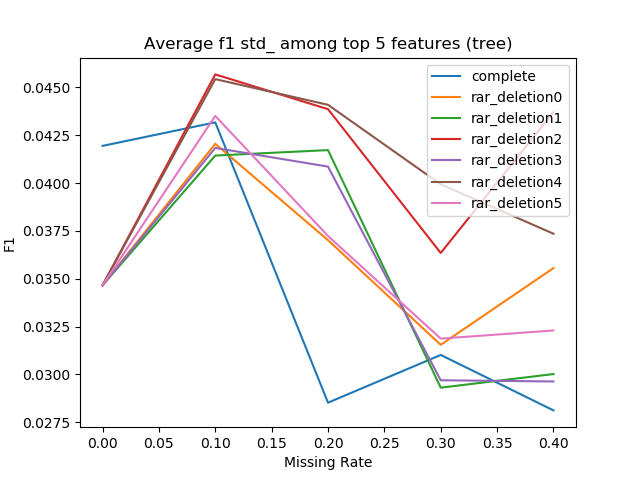 Average f1 std_ among top 5 features (tree)
complete
rar_deletion0
rar_deletion1
rar_deletion2
rar_deletion3
rar_deletion4
rar_deletion5
F1
0.0450
0.0425
0.0400
0.0375
0.0350
0.0325
0.0300
0.0275
0.00 0.05 0.10 0.15 0.20 0.25 0.30 0.35 0.40
Missing Rate